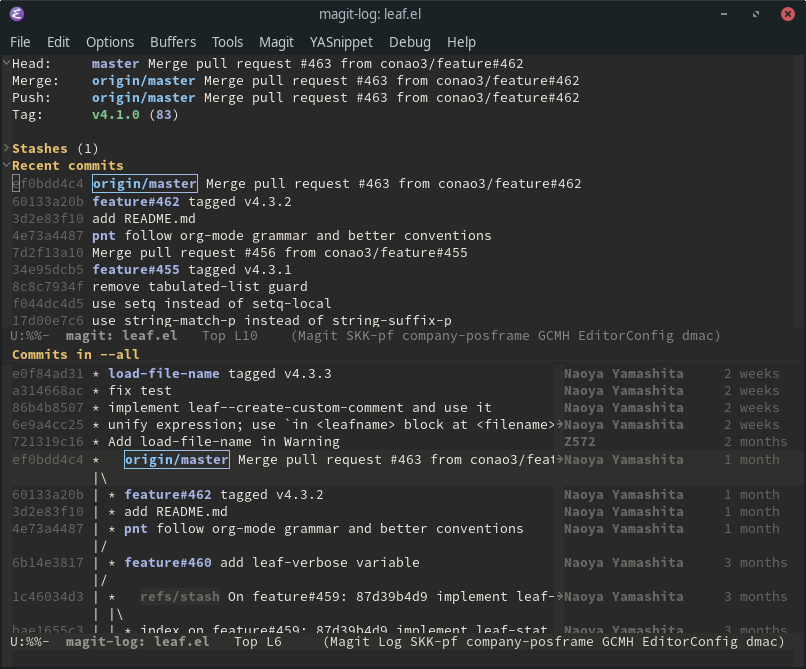 magit-log: leaf.el
File Edit Options Buffers Tools Magit YASnippet Debug Help
Head: master Merge pull request #463 from conao3/feature#462
Merge: origin/master Merge pull request #463 from conao3/feature#462
Push: origin/master Merge pull request #463 from conao3/feature#462
Tag: v4.1.0 (83)
Stashes (1)
Recent commits
ef0bdd4c4 origin/master Merge pull request #463 from conao3/feature#462
60133a20b feature#462 tagged v4.3.2
3d2e83f10 add README.md
4e73a4487 pnt follow org-mode grammar and better conventions
7d2f13a10 Merge pull request #456 from conao3/feature#455
34e95dcb5 feature#455 tagged v4.3.1
8c8c7934f remove tabulated-list guard
f044dc4d5 use setq instead of setq-local
17d00e7c6 use string-match-p instead of string-suffix-p
U:%%- magit: leaf.el Top L10 (Magit SKK-pf company-posframe GCMH EditorConfig dmac)
Commits in --all
e0f84ad31 * load-file-name tagged v4.3.3 Naoya Yamashita 2 weeks
a314668ac * fix test Naoya Yamashita 2 weeks
86b4b8507 * implement leaf--create-custom-comment and use it Naoya Yamashita 2 weeks
6e9a4cc25 * unify expression; use `in <leafname> block at <filename> Naoya Yamashita 2 weeks
721319c16 * Add load-file-name in Warning Z572 2 months
ef0bdd4c4 * origin/master Merge pull request #463 from conao3/feat Naoya Yamashita 1 month
|\
60133a20b | * feature#462 tagged v4.3.2 Naoya Yamashita 1 month
3d2e83f10 | * add README.md Naoya Yamashita 1 month
4e73a4487 | * pnt follow org-mode grammar and better conventions Naoya Yamashita 1 month
|/
6b14e3817 | * feature#460 add leaf-verbose variable Naoya Yamashita 3 months
|/
1c46034d3 | * refs/stash On feature#459: 87d39b4d9 implement leaf- Naoya Yamashita 3 months
| |\
bae1655c3 | | * index on feature#459: 87d39b4d9 implement leaf-stat Naoya Yamashita 3 months
U:%%- magit-log: leaf.el Top L6 (Magit Log SKK-pf company-posframe GCMH EditorConfig dmac)